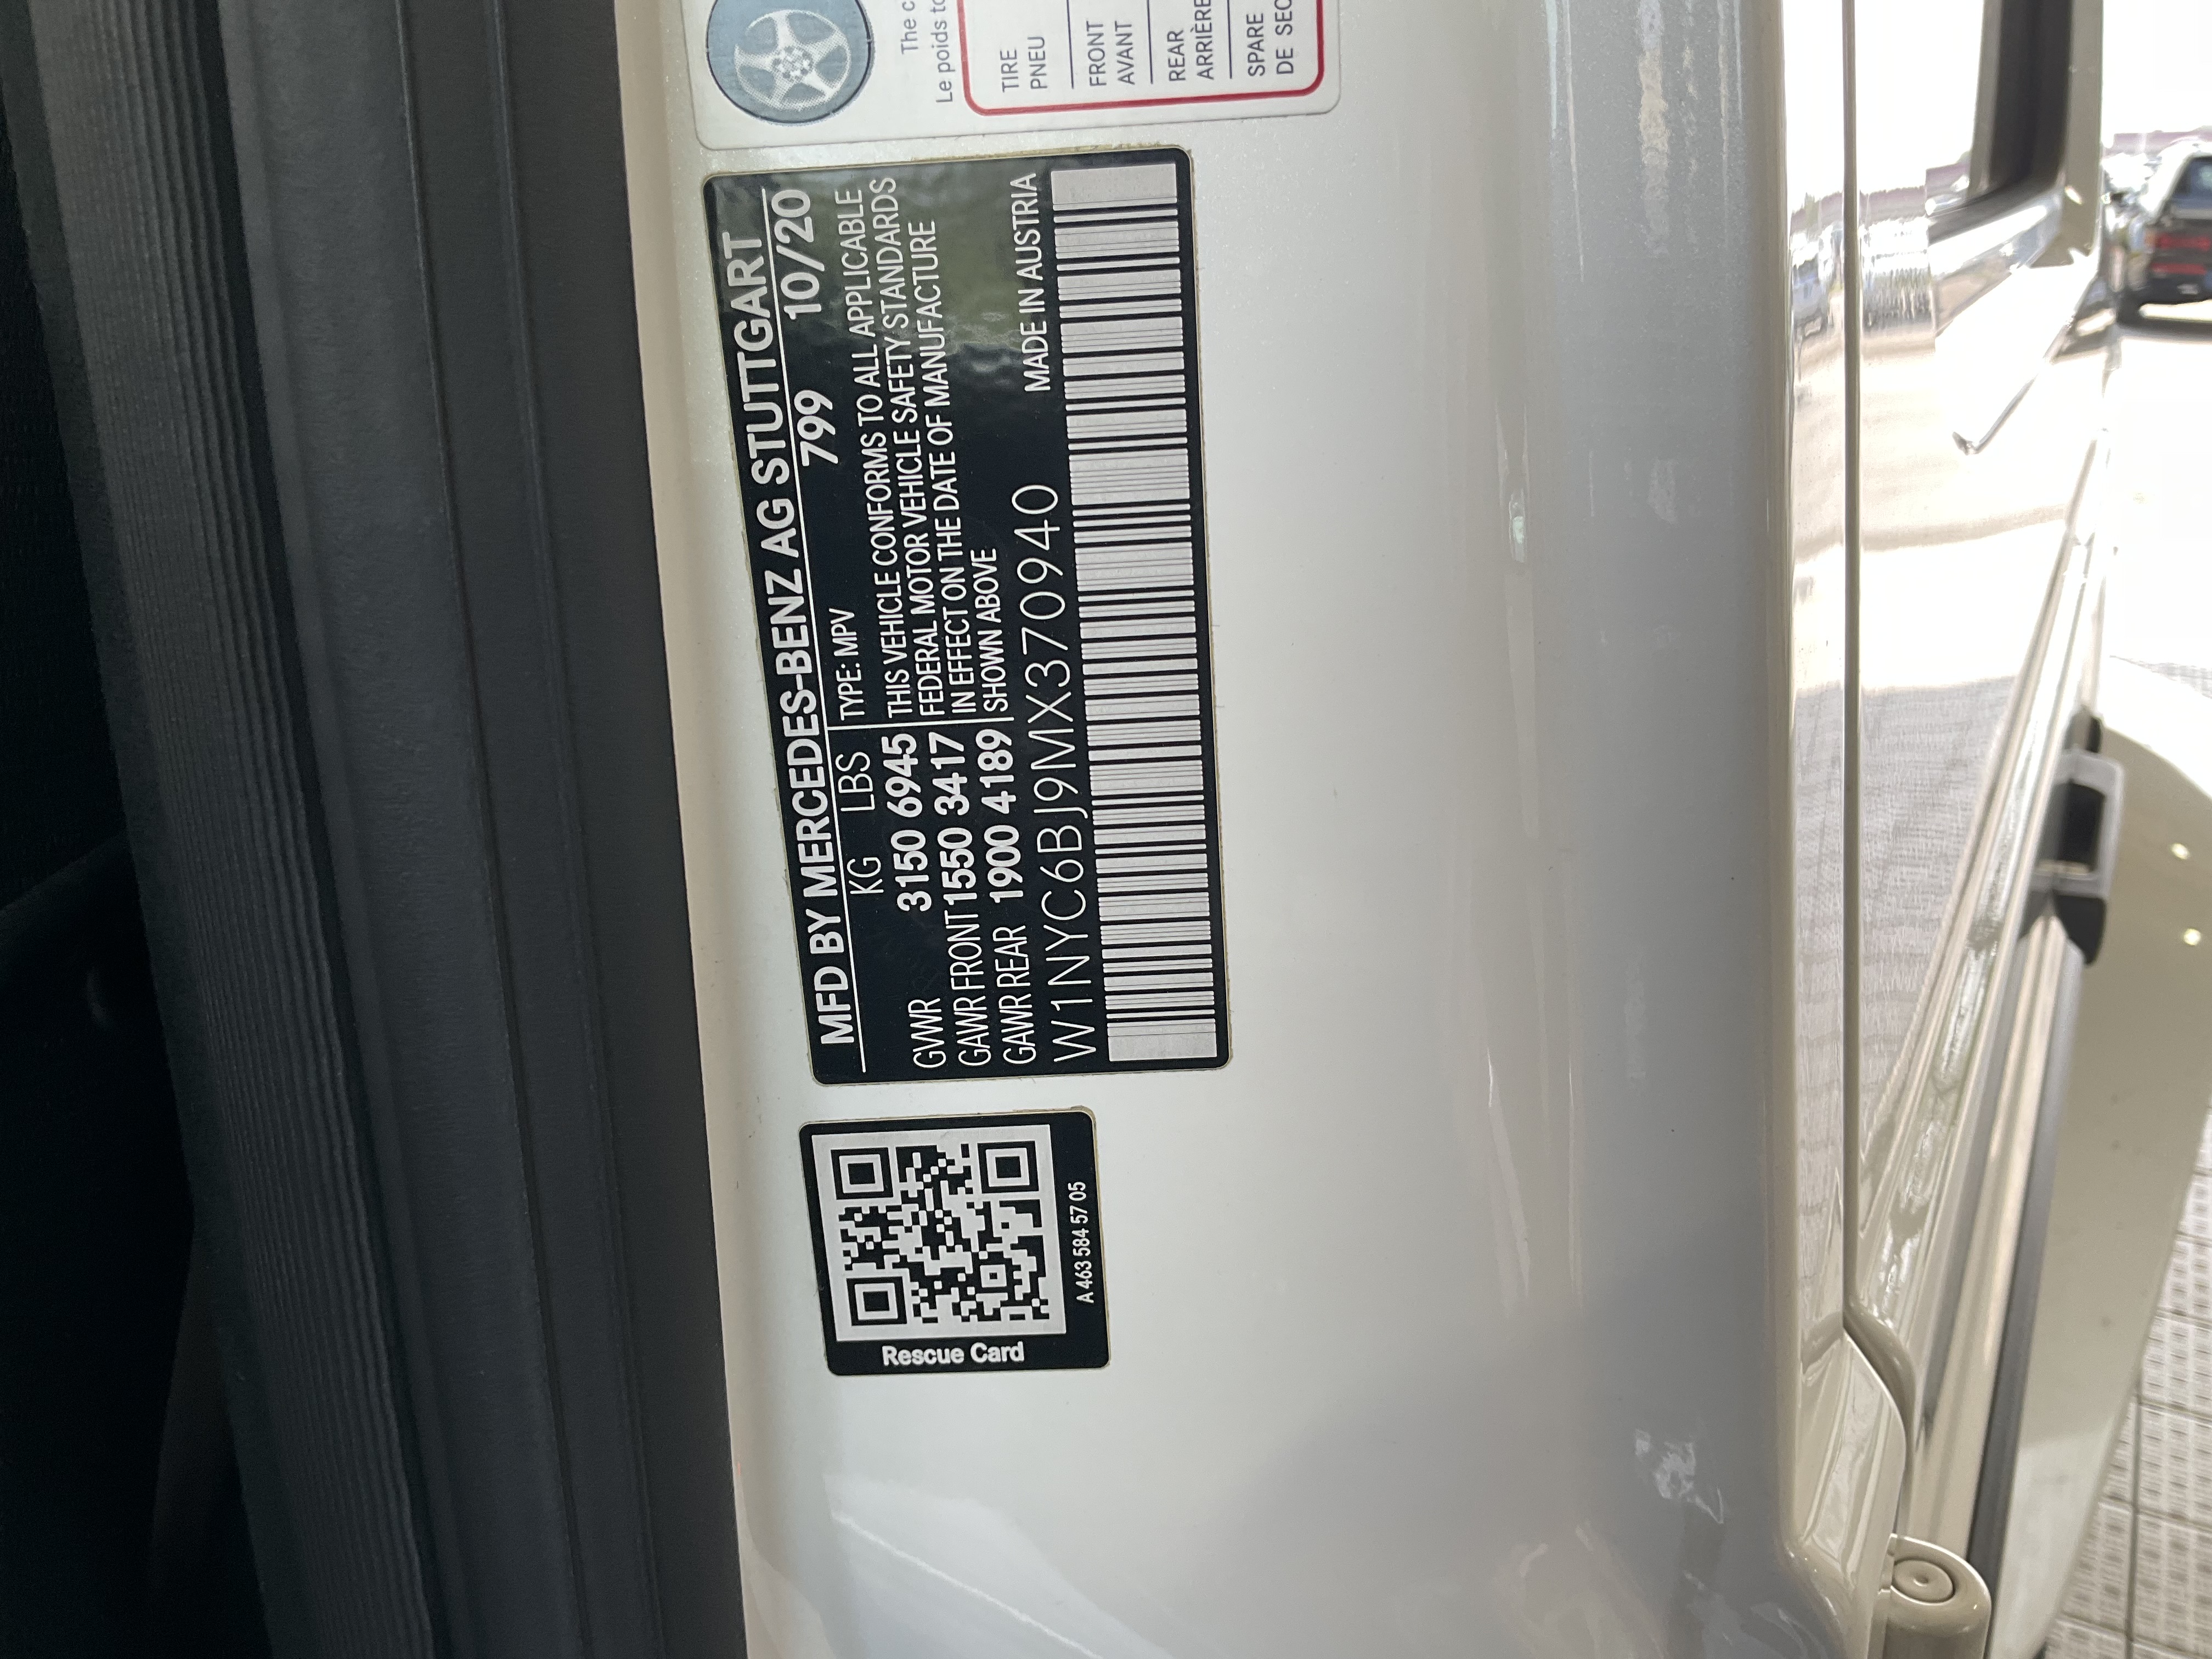 The c
Le poids to
TIRE
PNEU
FRONT
AVANT
REAR
ARRIÈRE
SPARE
DE SEC
MFD BY MERCEDES-BENZ AG STUTTGART
KG LBS TYPE: MPV 799 10/20
GVWR 3150 6945 THIS VEHICLE CONFORMS TO ALL APPLICABLE
GAWR FRONT 1550 3417 FEDERAL MOTOR VEHICLE SAFETY STANDARDS
GAWR REAR 1900 4189 IN EFFECT ON THE DATE OF MANUFACTURE
SHOWN ABOVE
W1NYC6BJ9MX370940 MADE IN AUSTRIA
Rescue Card
A 463 584 57 05